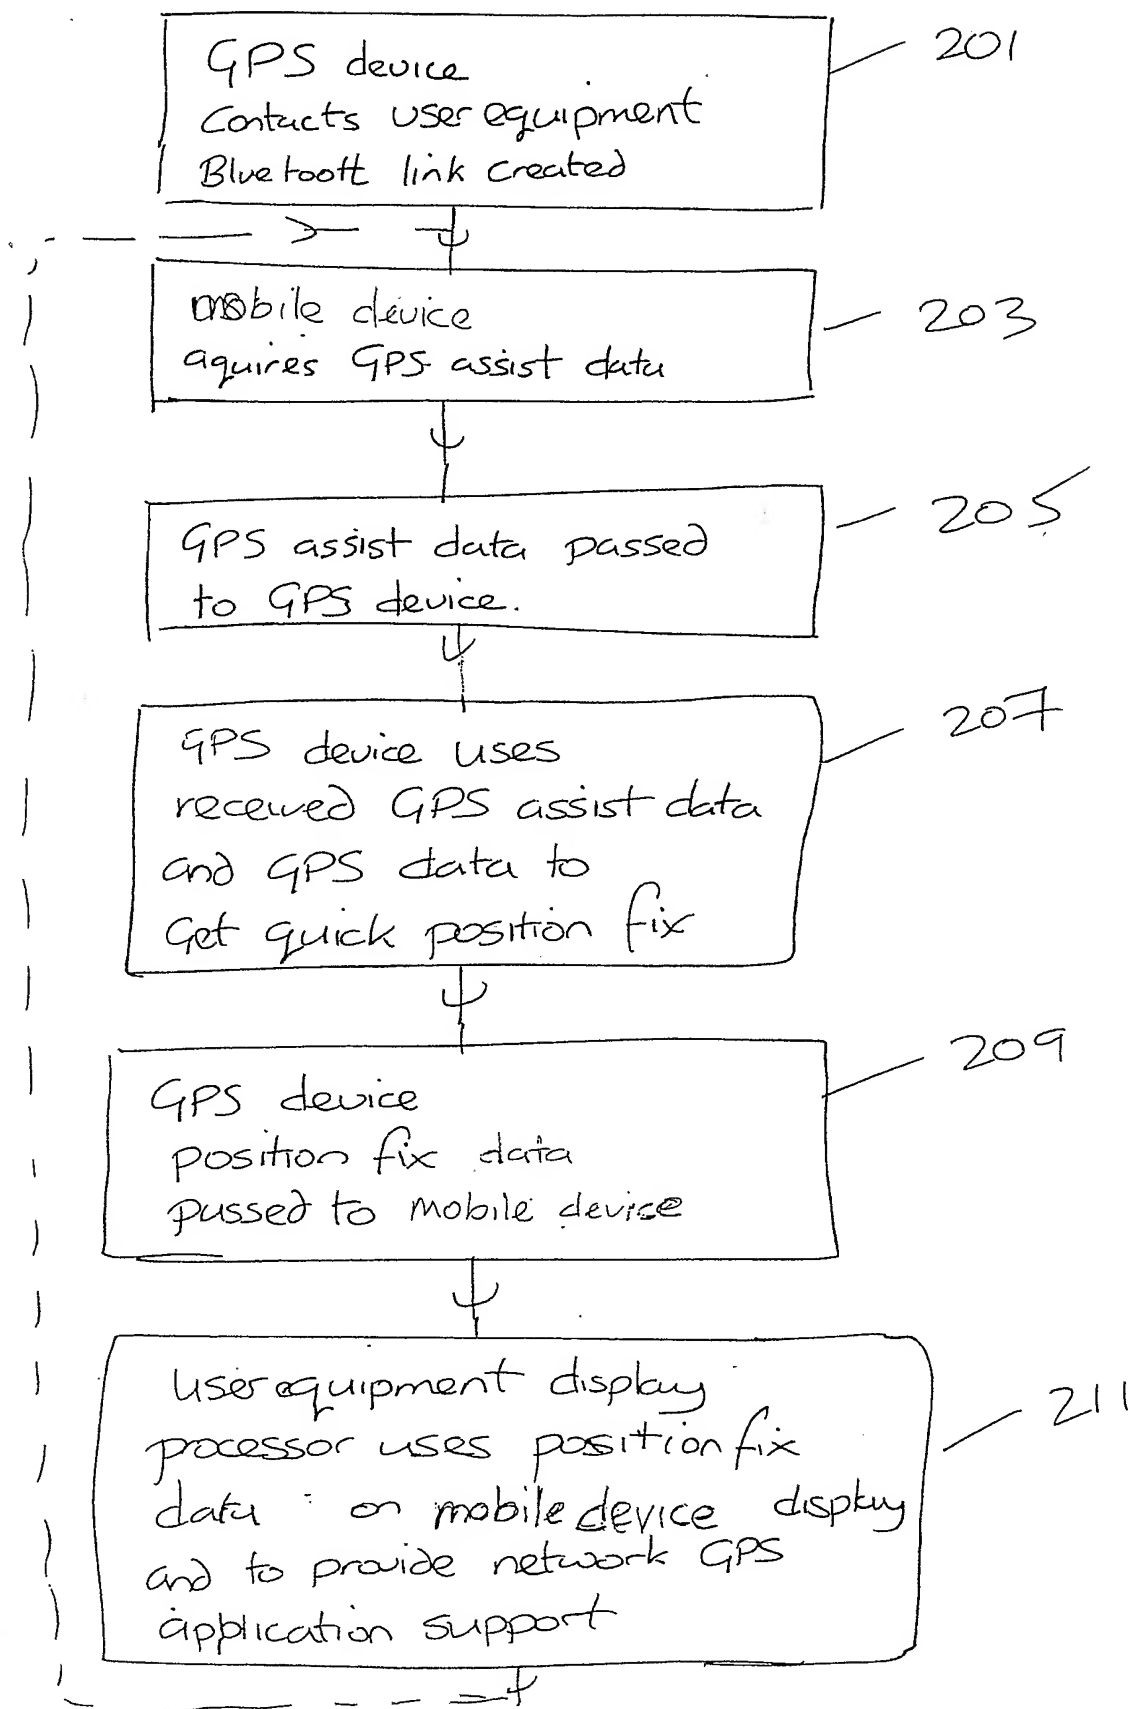 GPS device
Contacts user equipment
Bluetooth link created
201
mobile device
aquires GPS assist data
203
GPS assist data passed
to GPS device.
205
GPS device uses
received GPS assist data
and GPS data to
Get quick position fix
207
GPS device
position fix data
passed to mobile device
209
user equipment display
processor uses position fix
data on mobile device display
and to provide network GPS
application support
211